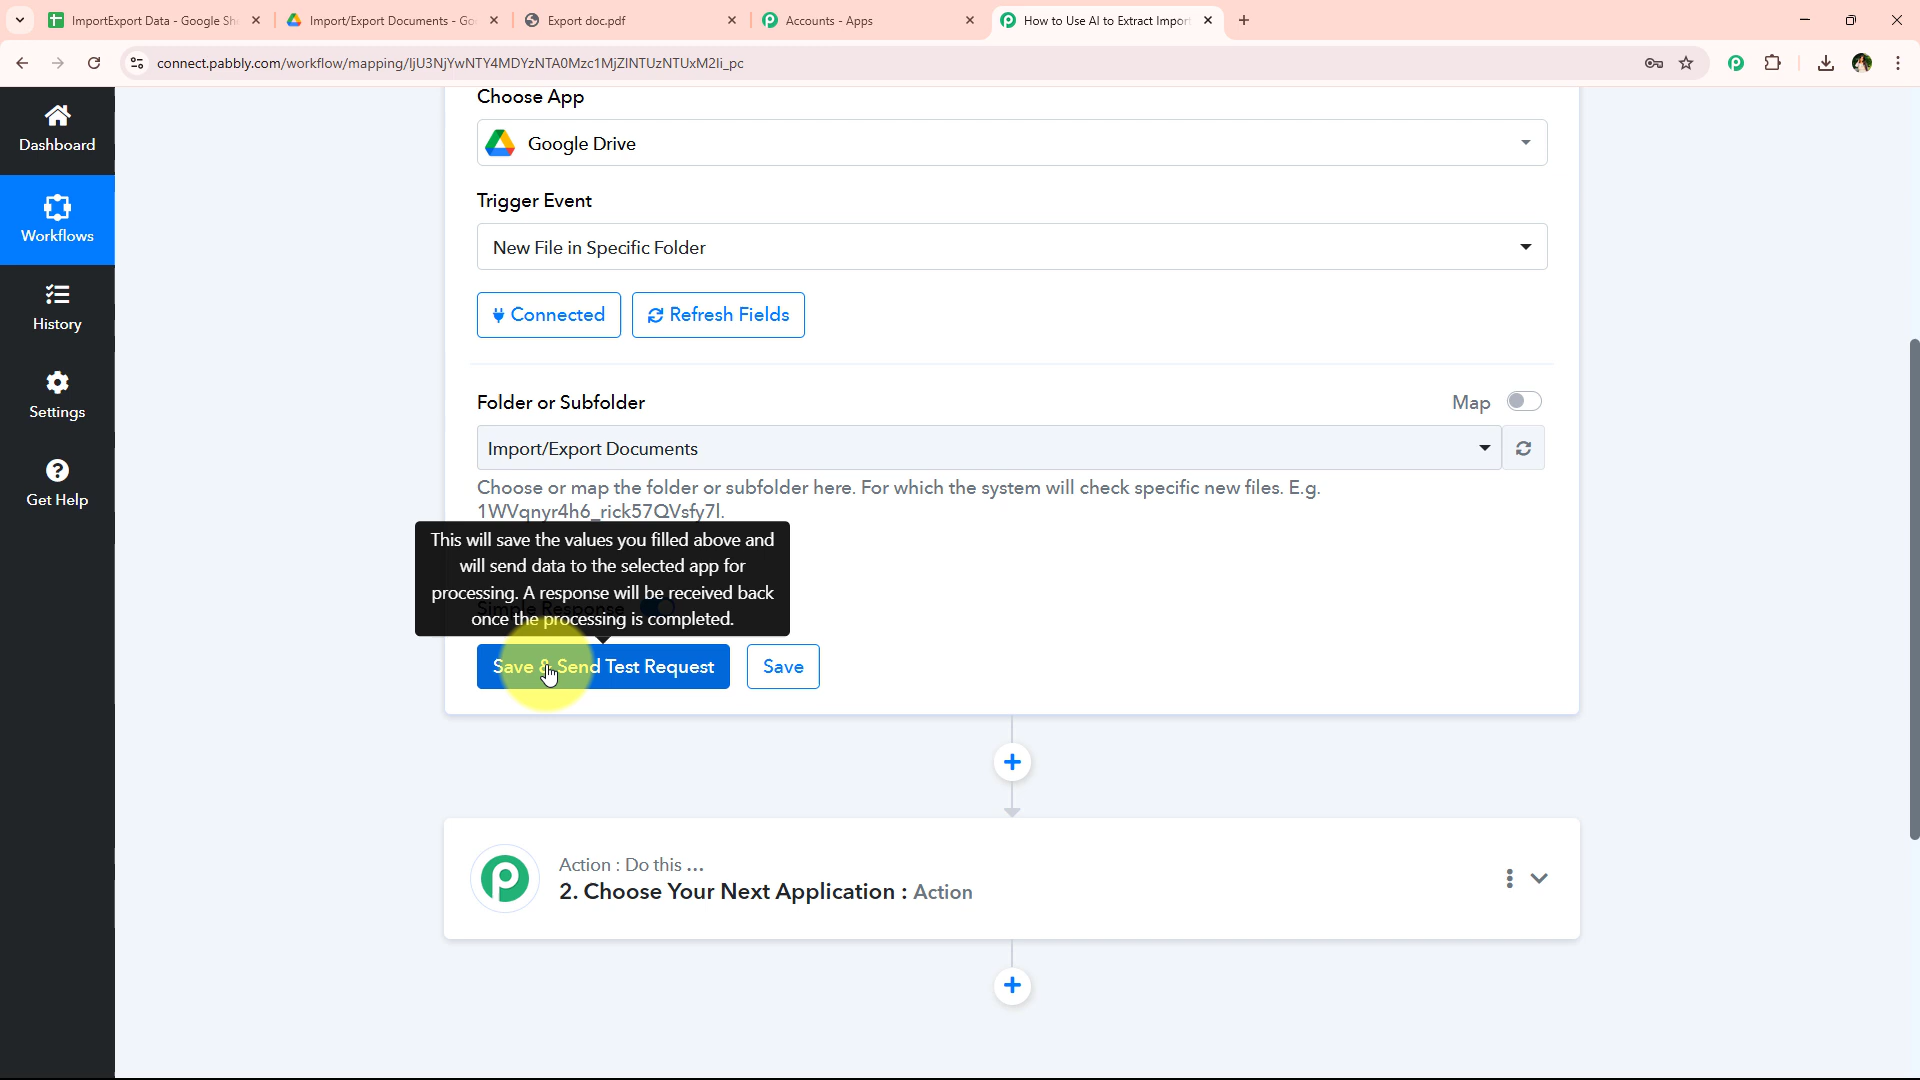 ImportExport Data - Google Sh
Import/Export Documents - Go
Export doc.pdf
Accounts - Apps
How to Use AI to Extract Impor
connect.pabbly.com/workflow/mapping/IjU3NjYwNTY4MDYzNTA0Mzc1MjZlNTUzNTUxM2Ii_pc
Dashboard
Workflows
History
Settings
Get Help
Choose App
Google Drive
Trigger Event
New File in Specific Folder
Connected
Refresh Fields
Folder or Subfolder
Map
Import/Export Documents
Choose or map the folder or subfolder here. For which the system will check specific new files. E.g.
1WVqnyr4h6_rick57QVsfy7l.
This will save the values you filled above and
will send data to the selected app for
processing. A response will be received back
once the processing is completed.
Simple Response
Save & Send Test Request
Save
Action : Do this ...
2. Choose Your Next Application : Action